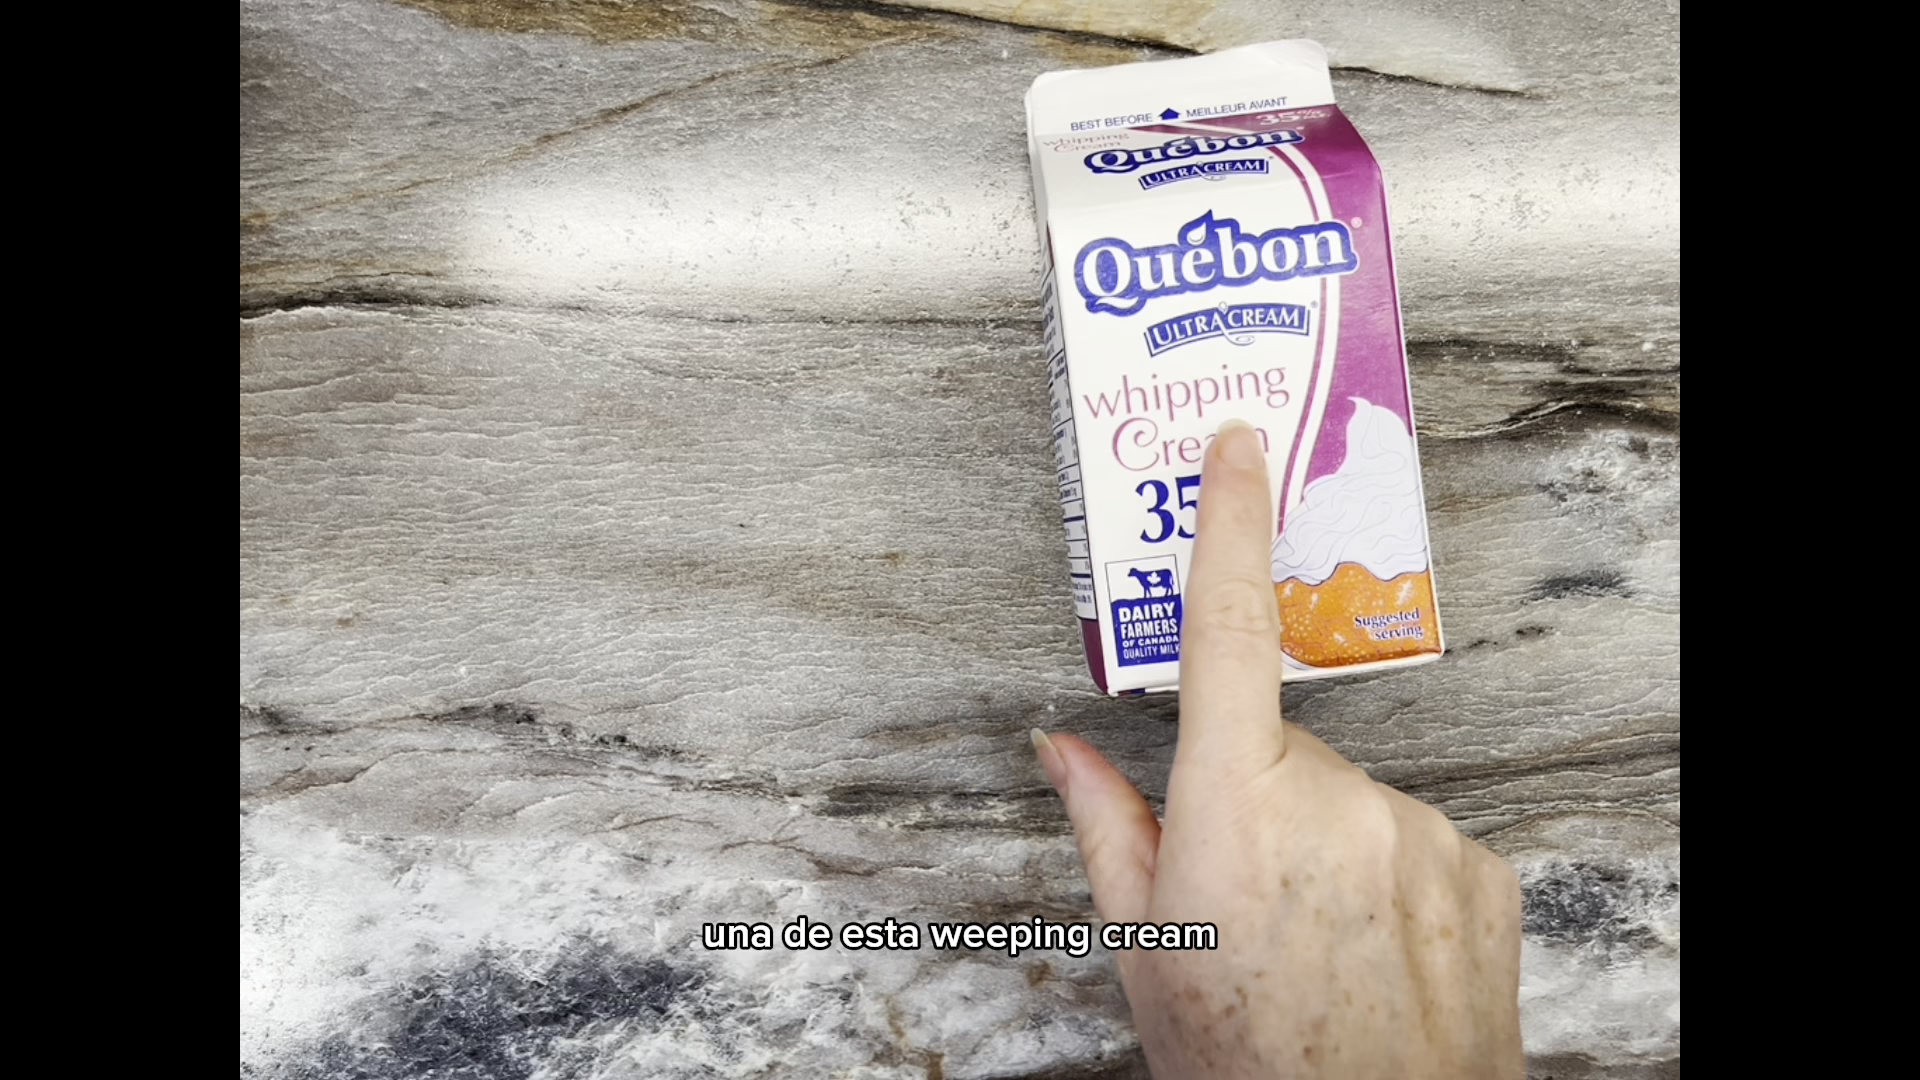 BEST BEFORE MEILLEUR AVANT
35%
whipping
Cream
Québon
ULTRA'CREAM
Québon
ULTRA'CREAM
whipping
Cream
35
DAIRY
FARMERS
OF CANADA
QUALITY MILK
Suggested
serving
una de esta weeping cream